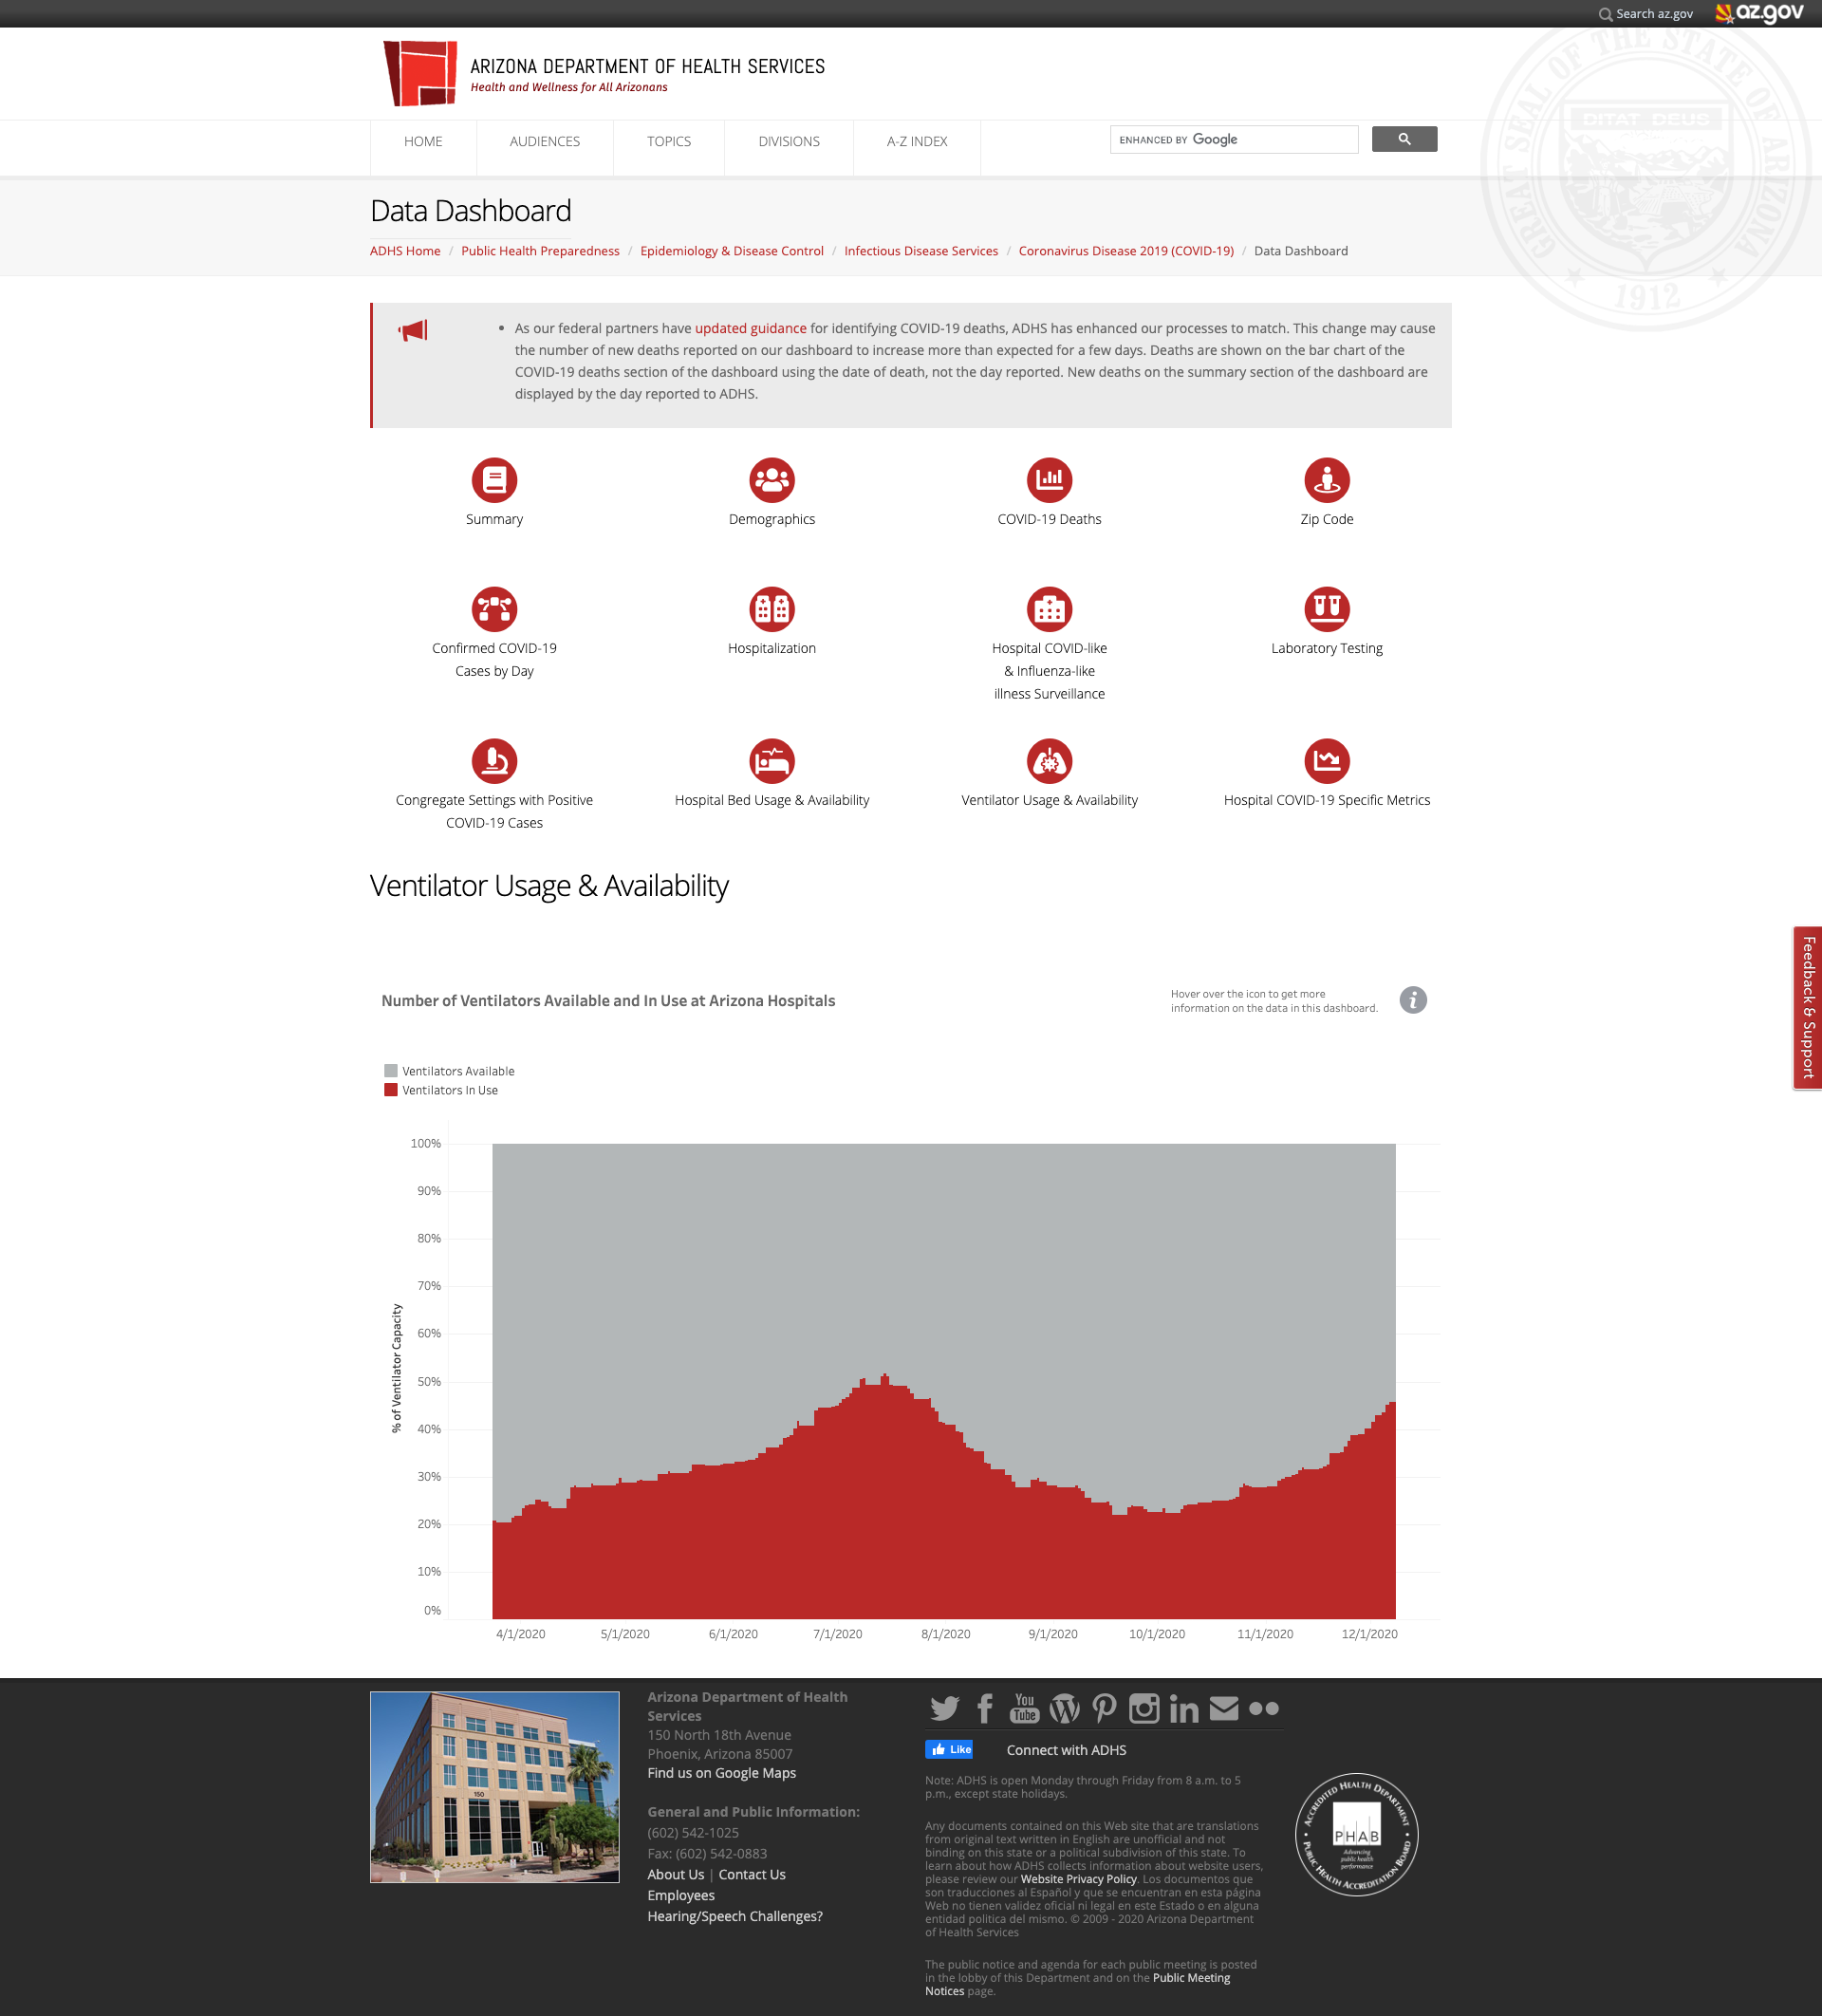 Search az.gov
az.gov
ARIZONA DEPARTMENT OF HEALTH SERVICES
Health and Wellness for All Arizonans
GREAT SEAL OF THE STATE OF ARIZONA
DITAT DEUS
1912
HOME
AUDIENCES
TOPICS
DIVISIONS
A-Z INDEX
ENHANCED BY Google
Data Dashboard
ADHS Home / Public Health Preparedness / Epidemiology & Disease Control / Infectious Disease Services / Coronavirus Disease 2019 (COVID-19) / Data Dashboard
• As our federal partners have updated guidance for identifying COVID-19 deaths, ADHS has enhanced our processes to match. This change may cause
the number of new deaths reported on our dashboard to increase more than expected for a few days. Deaths are shown on the bar chart of the
COVID-19 deaths section of the dashboard using the date of death, not the day reported. New deaths on the summary section of the dashboard are
displayed by the day reported to ADHS.
Summary
Demographics
COVID-19 Deaths
Zip Code
Confirmed COVID-19
Cases by Day
Hospitalization
Hospital COVID-like
& Influenza-like
illness Surveillance
Laboratory Testing
Congregate Settings with Positive
COVID-19 Cases
Hospital Bed Usage & Availability
Ventilator Usage & Availability
Hospital COVID-19 Specific Metrics
Ventilator Usage & Availability
Feedback & Support
Number of Ventilators Available and In Use at Arizona Hospitals
Hover over the icon to get more
information on the data in this dashboard.
i
Ventilators Available
Ventilators In Use
% of Ventilator Capacity
100%
90%
80%
70%
60%
50%
40%
30%
20%
10%
0%
4/1/2020
5/1/2020
6/1/2020
7/1/2020
8/1/2020
9/1/2020
10/1/2020
11/1/2020
12/1/2020
150
Arizona Department of Health
Services
150 North 18th Avenue
Phoenix, Arizona 85007
Find us on Google Maps
General and Public Information:
(602) 542-1025
Fax: (602) 542-0883
About Us | Contact Us
Employees
Hearing/Speech Challenges?
You
Tube
Like
Connect with ADHS
Note: ADHS is open Monday through Friday from 8 a.m. to 5
p.m., except state holidays.
Any documents contained on this Web site that are translations
from original text written in English are unofficial and not
binding on this state or a political subdivision of this state. To
learn about how ADHS collects information about website users,
please review our Website Privacy Policy. Los documentos que
son traducciones al Español y que se encuentran en esta página
Web no tienen validez oficial ni legal en este Estado o en alguna
entidad politica del mismo. © 2009 - 2020 Arizona Department
of Health Services
The public notice and agenda for each public meeting is posted
in the lobby of this Department and on the Public Meeting
Notices page.
ACCREDITED HEALTH DEPARTMENT
PHAB
Advancing
public health
performance
PUBLIC HEALTH ACCREDITATION BOARD